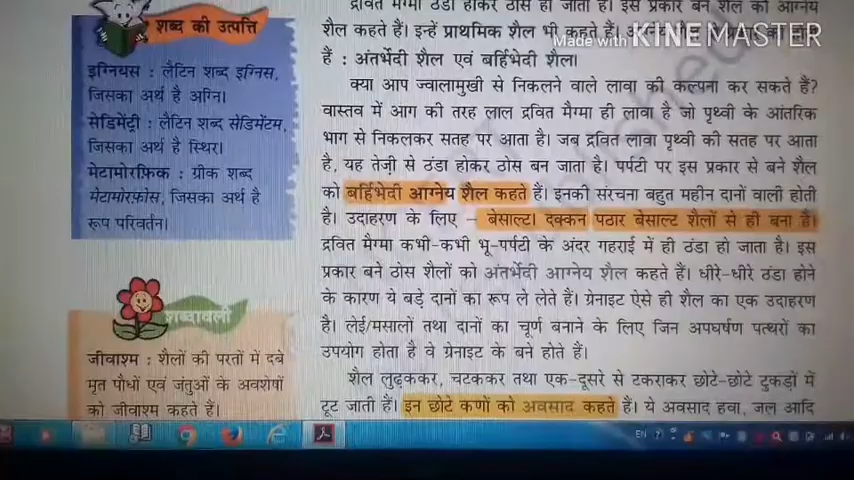 शब्द की उत्पत्ति
इग्नियस : लैटिन शब्द इग्निस,
जिसका अर्थ है अग्नि।
सेडिमेंट्री : लैटिन शब्द सेडिमेंटम,
जिसका अर्थ है स्थिर।
मेटामोरफ़िक : ग्रीक शब्द
मेटामोरफ़ोस, जिसका अर्थ है
रूप परिवर्तन।
शब्दावली
जीवाश्म : शैलों की परतों में दबे
मृत पौधों एवं जंतुओं के अवशेषों
को जीवाश्म कहते हैं।
द्रवित मैग्मा ठंडा होकर ठोस हो जाता है। इस प्रकार बने शैल को आग्नेय
शैल कहते हैं। इन्हें प्राथमिक शैल भी कहते हैं।
Made with KINEMASTER
हैं : अंतर्भेदी शैल एवं बर्हिभेदी शैल।
क्या आप ज्वालामुखी से निकलने वाले लावा की कल्पना कर सकते हैं?
वास्तव में आग की तरह लाल द्रवित मैग्मा ही लावा है जो पृथ्वी के आंतरिक
भाग से निकलकर सतह पर आता है। जब द्रवित लावा पृथ्वी की सतह पर आता
है, यह तेज़ी से ठंडा होकर ठोस बन जाता है। पर्पटी पर इस प्रकार से बने शैल
को बर्हिभेदी आग्नेय शैल कहते हैं। इनकी संरचना बहुत महीन दानों वाली होती
है। उदाहरण के लिए – बेसाल्ट। दक्कन पठार बेसाल्ट शैलों से ही बना है।
द्रवित मैग्मा कभी-कभी भू-पर्पटी के अंदर गहराई में ही ठंडा हो जाता है। इस
प्रकार बने ठोस शैलों को अंतर्भेदी आग्नेय शैल कहते हैं। धीरे-धीरे ठंडा होने
के कारण ये बड़े दानों का रूप ले लेते हैं। ग्रेनाइट ऐसे ही शैल का एक उदाहरण
है। लेई/मसालों तथा दानों का चूर्ण बनाने के लिए जिन अपघर्षण पत्थरों का
उपयोग होता है वे ग्रेनाइट के बने होते हैं।
शैल लुढ़ककर, चटककर तथा एक-दूसरे से टकराकर छोटे-छोटे टुकड़ों में
टूट जाती हैं। इन छोटे कणों को अवसाद कहते हैं। ये अवसाद हवा, जल आदि
EN